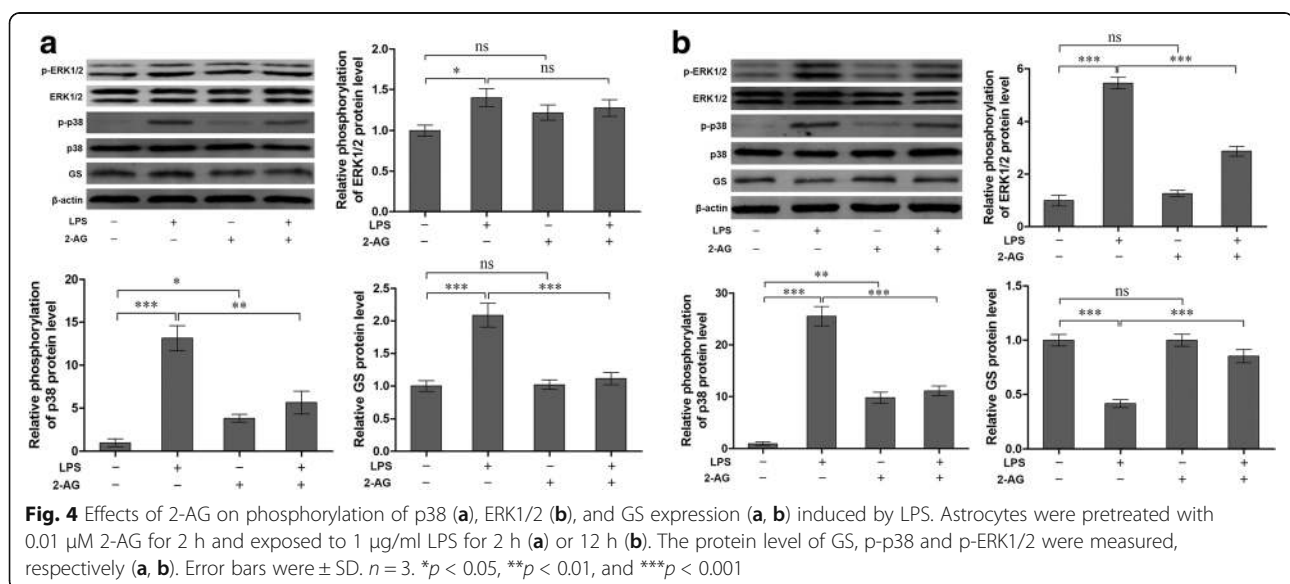 a
p-ERK1/2
ERK1/2
p-p38
p38
GS
β-actin
LPS – + – +
2-AG – – + +
Relative phosphorylation
of ERK1/2 protein level
2.0
1.5
1.0
0.5
0.0
ns
* ns
LPS – + – +
2-AG – – + +
Relative phosphorylation
of p38 protein level
15
10
5
0
*
*** **
LPS – + – +
2-AG – – + +
Relative GS protein level
2.5
2.0
1.5
1.0
0.5
0.0
ns
*** ***
LPS – + – +
2-AG – – + +
b
p-ERK1/2
ERK1/2
p-p38
p38
GS
β-actin
LPS – + – +
2-AG – – + +
Relative phosphorylation
of ERK1/2 protein level
6
4
2
0
ns
*** ***
LPS – + – +
2-AG – – + +
Relative phosphorylation
of p38 protein level
30
20
10
0
**
*** ***
LPS – + – +
2-AG – – + +
Relative GS protein level
1.5
1.0
0.5
0.0
ns
*** ***
LPS – + – +
2-AG – – + +
Fig. 4 Effects of 2-AG on phosphorylation of p38 (a), ERK1/2 (b), and GS expression (a, b) induced by LPS. Astrocytes were pretreated with
0.01 μM 2-AG for 2 h and exposed to 1 μg/ml LPS for 2 h (a) or 12 h (b). The protein level of GS, p-p38 and p-ERK1/2 were measured,
respectively (a, b). Error bars were ± SD. n = 3. *p < 0.05, **p < 0.01, and ***p < 0.001